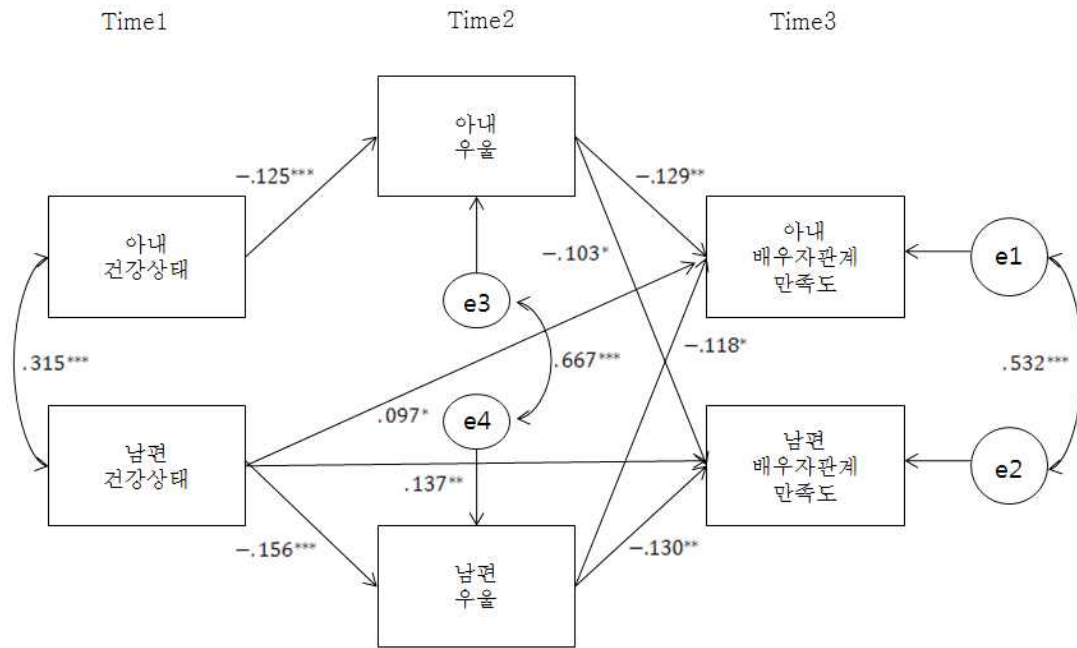 Time1
Time2
Time3
아내
우울
−.125***
−.129**
아내
건강상태
−.103*
아내
배우자관계
만족도
e1
e3
.315***
−.118*
.667***
.532***
.097*
e4
남편
건강상태
.137**
남편
배우자관계
만족도
e2
−.156***
−.130**
남편
우울